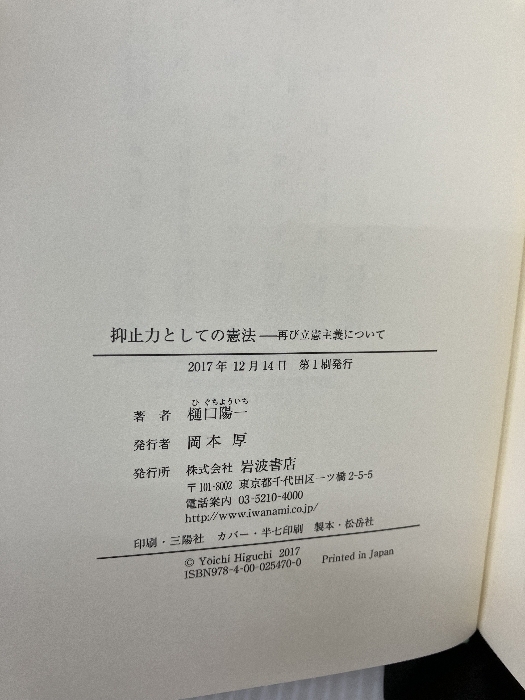 抑止力としての憲法──再び立憲主義について
2017年12月14日 第1刷発行
ひぐちよういち
著 者 樋口陽一
発行者 岡本 厚
発行所 株式会社 岩波書店
〒101-8002 東京都千代田区一ツ橋2-5-5
電話案内 03-5210-4000
http://www.iwanami.co.jp/
印刷・三陽社 カバー・半七印刷 製本・松岳社
© Yoichi Higuchi 2017
ISBN978-4-00-025470-0 Printed in Japan